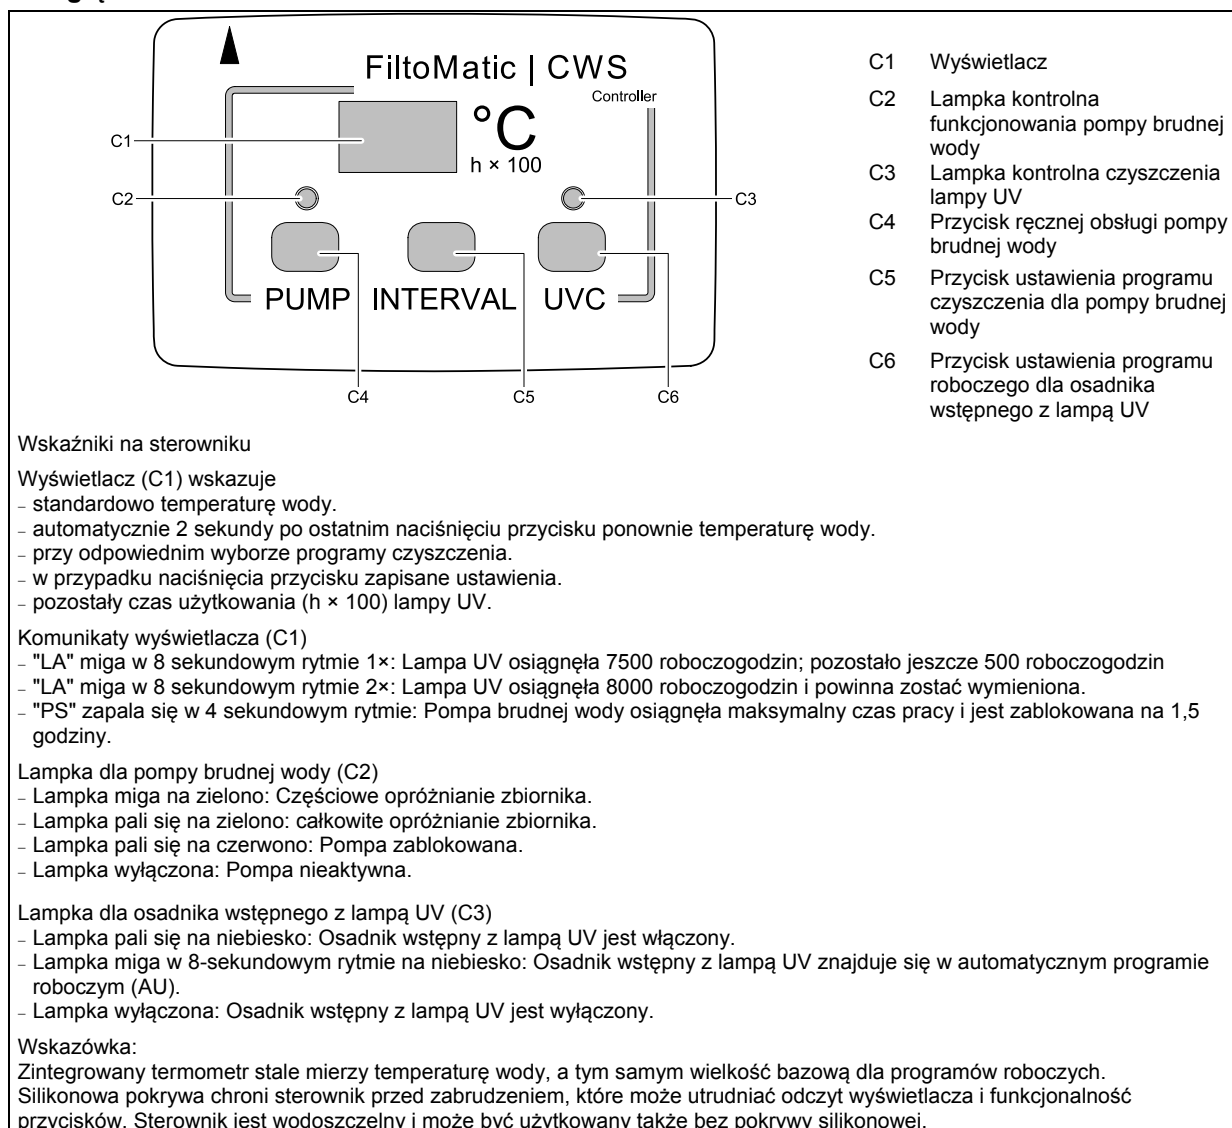 FiltoMatic | CWS
Controller
°C
h × 100
C1
C2
C3
PUMP INTERVAL UVC
C4 C5 C6
C1 Wyświetlacz
C2 Lampka kontrolna
funkcjonowania pompy brudnej
wody
C3 Lampka kontrolna czyszczenia
lampy UV
C4 Przycisk ręcznej obsługi pompy
brudnej wody
C5 Przycisk ustawienia programu
czyszczenia dla pompy brudnej
wody
C6 Przycisk ustawienia programu
roboczego dla osadnika
wstępnego z lampą UV
Wskaźniki na sterowniku
Wyświetlacz (C1) wskazuje
– standardowo temperaturę wody.
– automatycznie 2 sekundy po ostatnim naciśnięciu przycisku ponownie temperaturę wody.
– przy odpowiednim wyborze programy czyszczenia.
– w przypadku naciśnięcia przycisku zapisane ustawienia.
– pozostały czas użytkowania (h × 100) lampy UV.
Komunikaty wyświetlacza (C1)
– "LA" miga w 8 sekundowym rytmie 1×: Lampa UV osiągnęła 7500 roboczogodzin; pozostało jeszcze 500 roboczogodzin
– "LA" miga w 8 sekundowym rytmie 2×: Lampa UV osiągnęła 8000 roboczogodzin i powinna zostać wymieniona.
– "PS" zapala się w 4 sekundowym rytmie: Pompa brudnej wody osiągnęła maksymalny czas pracy i jest zablokowana na 1,5
godziny.
Lampka dla pompy brudnej wody (C2)
– Lampka miga na zielono: Częściowe opróżnianie zbiornika.
– Lampka pali się na zielono: całkowite opróżnianie zbiornika.
– Lampka pali się na czerwono: Pompa zablokowana.
– Lampka wyłączona: Pompa nieaktywna.
Lampka dla osadnika wstępnego z lampą UV (C3)
– Lampka pali się na niebiesko: Osadnik wstępny z lampą UV jest włączony.
– Lampka miga w 8-sekundowym rytmie na niebiesko: Osadnik wstępny z lampą UV znajduje się w automatycznym programie
roboczym (AU).
– Lampka wyłączona: Osadnik wstępny z lampą UV jest wyłączony.
Wskazówka:
Zintegrowany termometr stale mierzy temperaturę wody, a tym samym wielkość bazową dla programów roboczych.
Silikonowa pokrywa chroni sterownik przed zabrudzeniem, które może utrudniać odczyt wyświetlacza i funkcjonalność
przycisków. Sterownik jest wodoszczelny i może być użytkowany także bez pokrywy silikonowej.